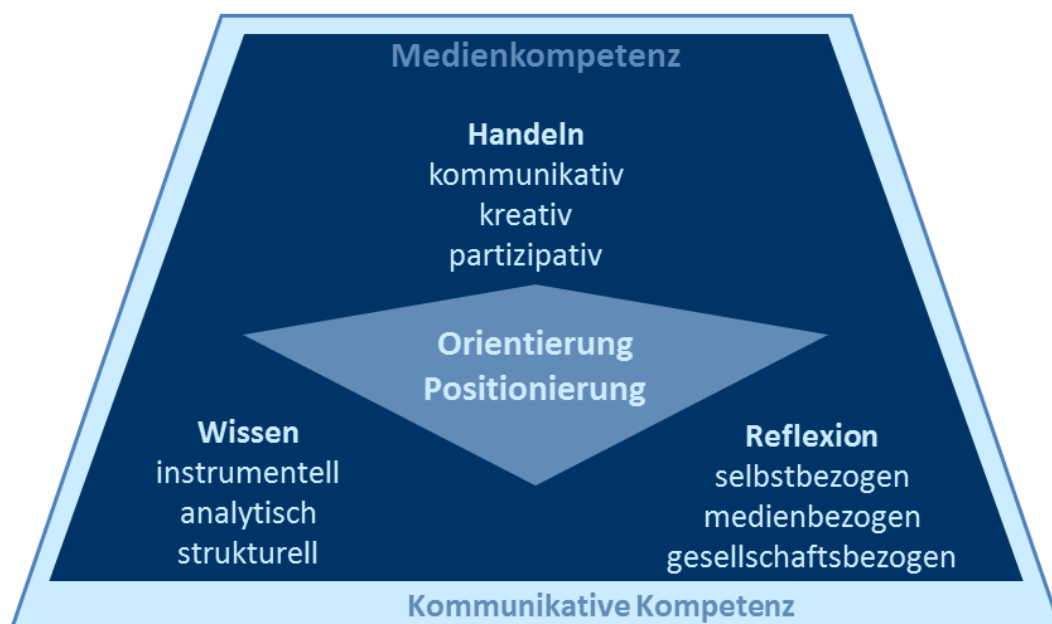 Medienkompetenz
Handeln
kommunikativ
kreativ
partizipativ
Orientierung
Positionierung
Wissen
instrumentell
analytisch
strukturell
Reflexion
selbstbezogen
medienbezogen
gesellschaftsbezogen
Kommunikative Kompetenz